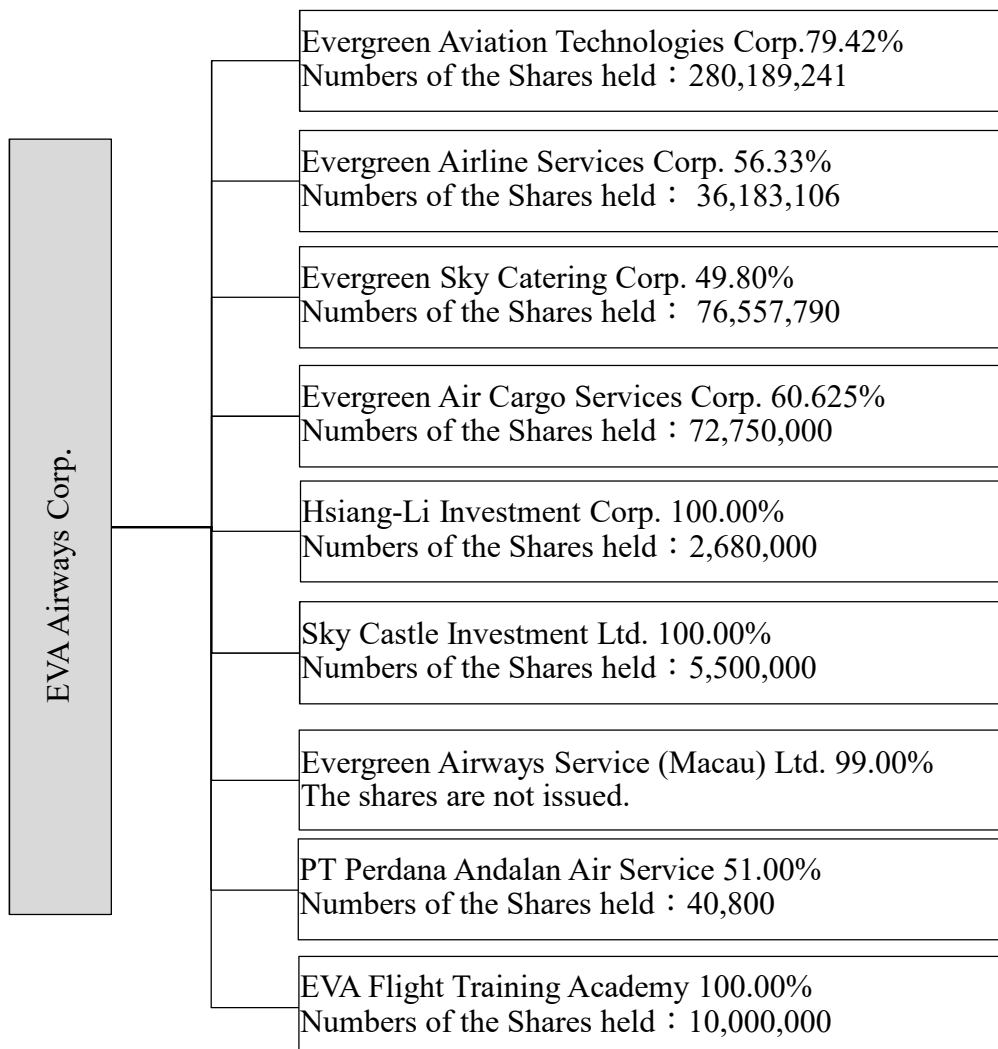 EVA Airways Corp.
Evergreen Aviation Technologies Corp.79.42%
Numbers of the Shares held：280,189,241
Evergreen Airline Services Corp. 56.33%
Numbers of the Shares held： 36,183,106
Evergreen Sky Catering Corp. 49.80%
Numbers of the Shares held： 76,557,790
Evergreen Air Cargo Services Corp. 60.625%
Numbers of the Shares held：72,750,000
Hsiang-Li Investment Corp. 100.00%
Numbers of the Shares held：2,680,000
Sky Castle Investment Ltd. 100.00%
Numbers of the Shares held：5,500,000
Evergreen Airways Service (Macau) Ltd. 99.00%
The shares are not issued.
PT Perdana Andalan Air Service 51.00%
Numbers of the Shares held：40,800
EVA Flight Training Academy 100.00%
Numbers of the Shares held：10,000,000